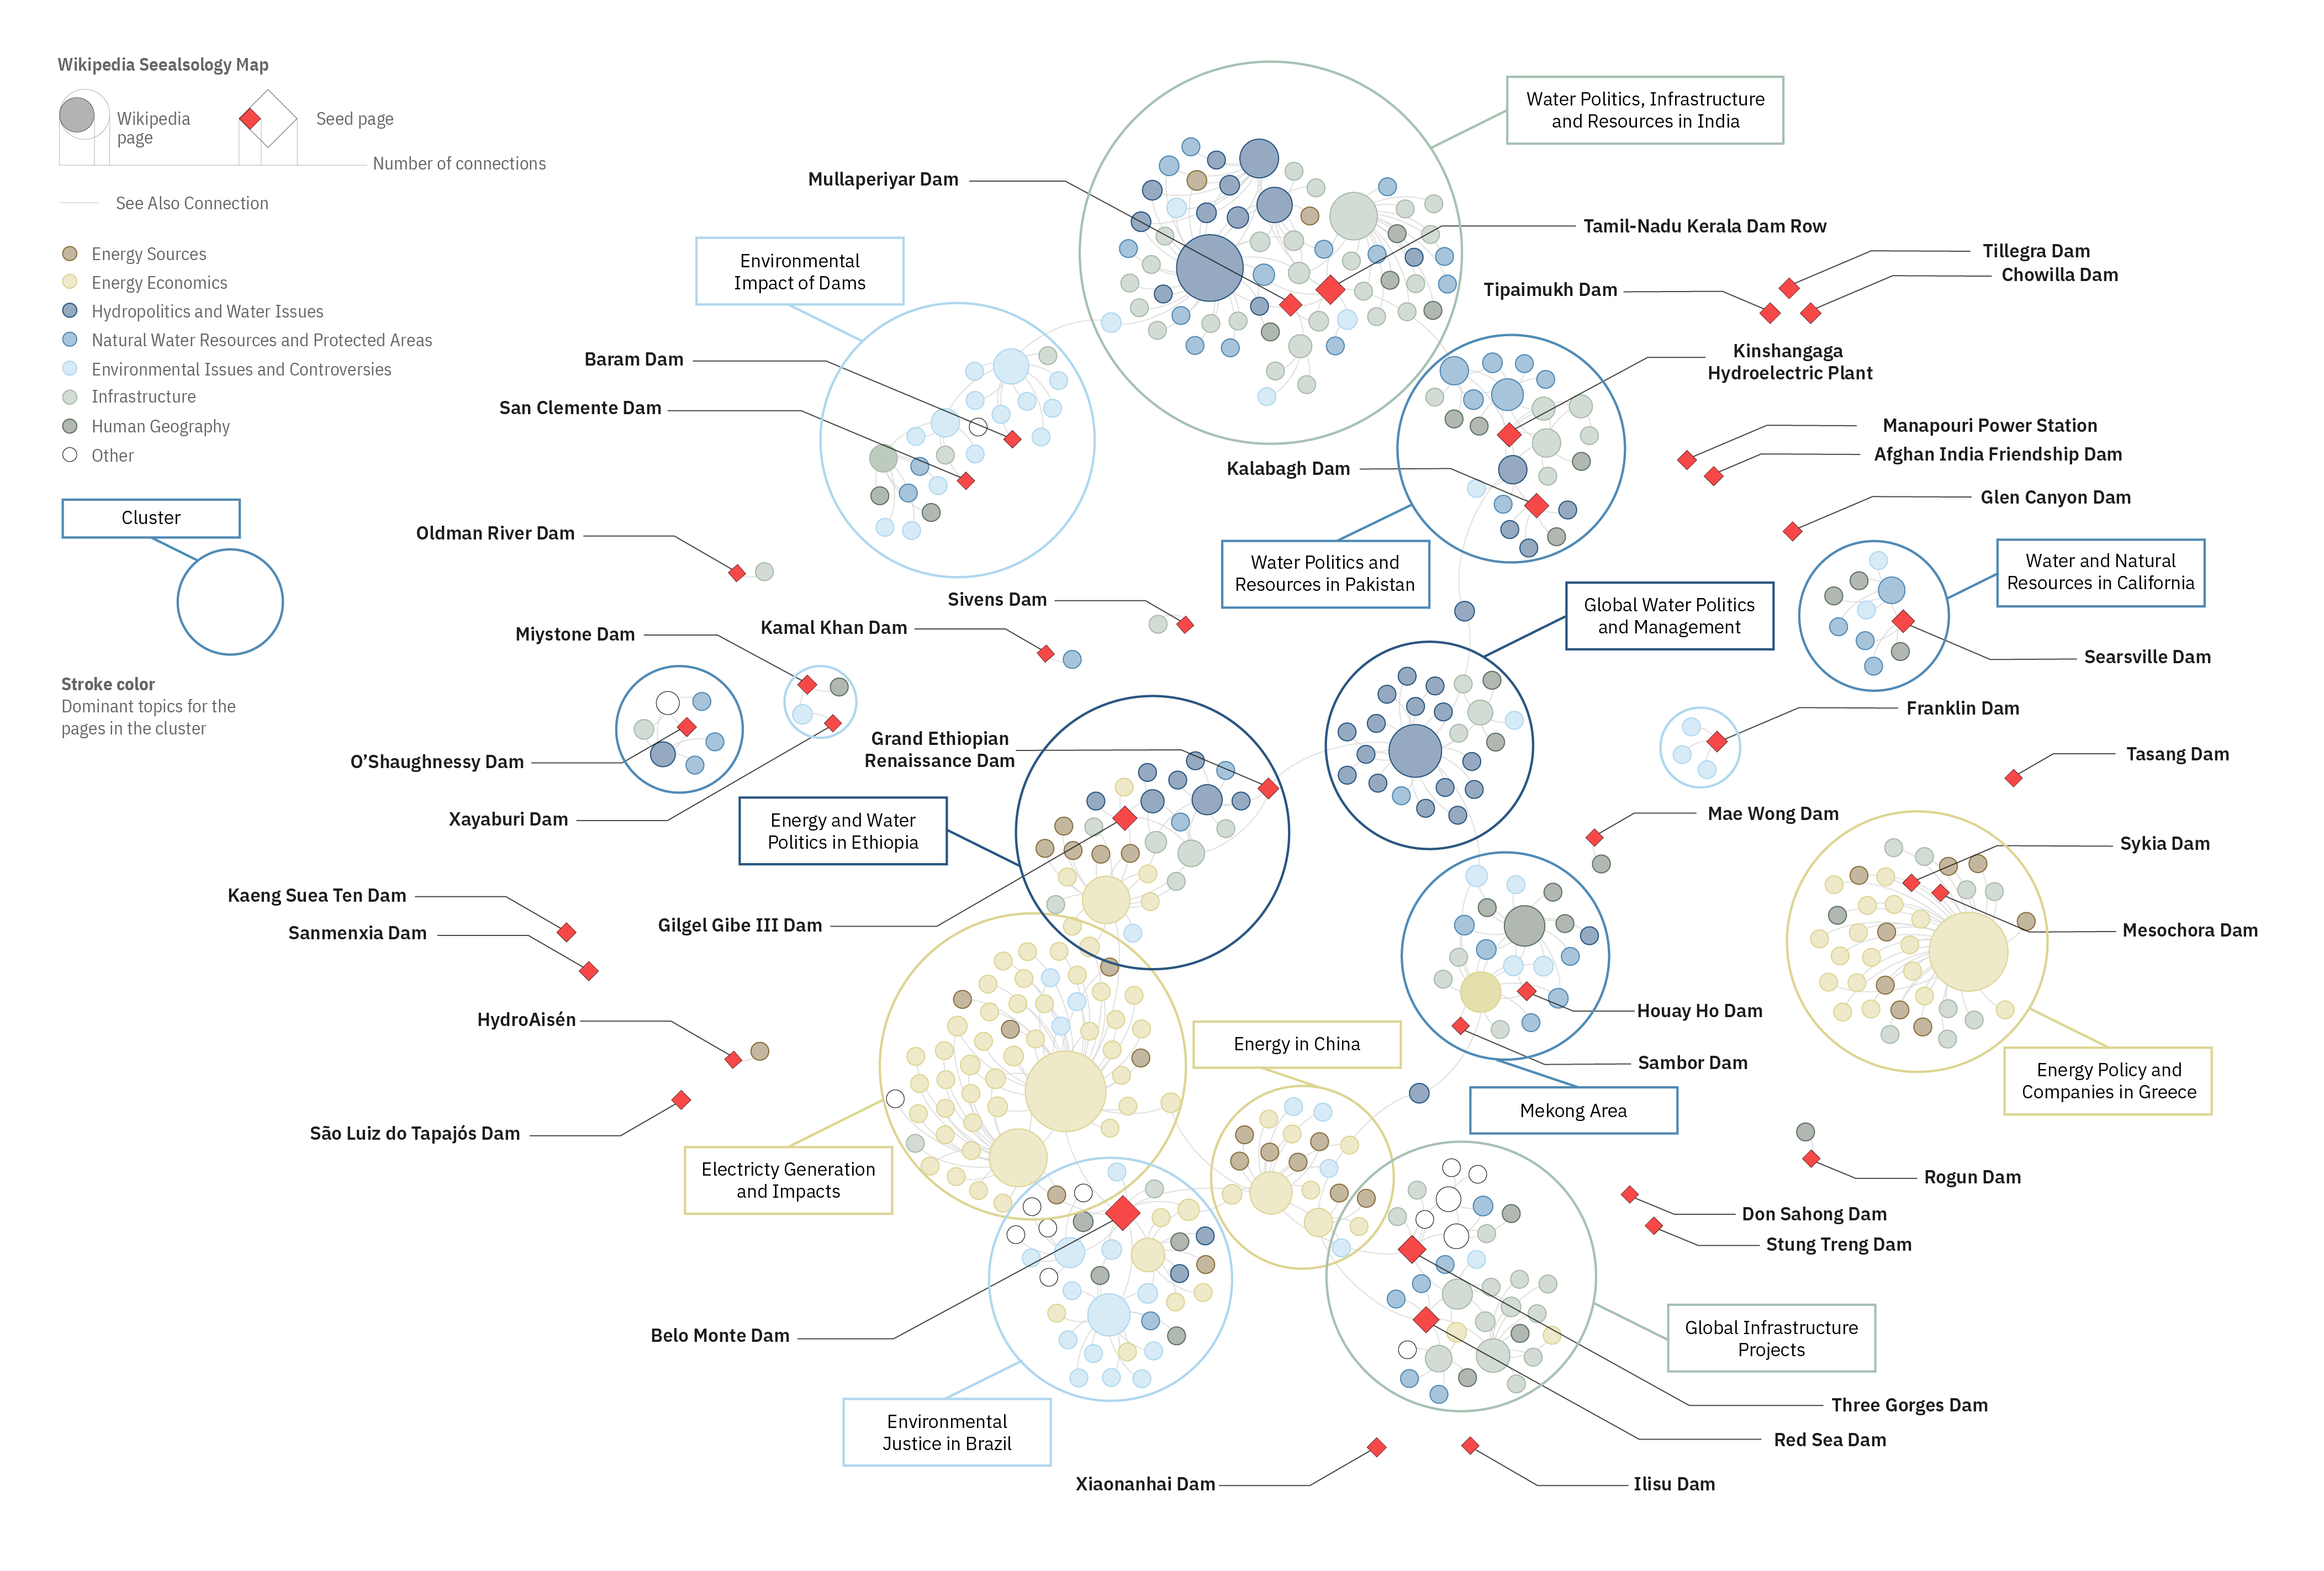 Wikipedia Seealsology Map
Wikipedia
page
Seed page
Number of connections
See Also Connection
Energy Sources
Energy Economics
Hydropolitics and Water Issues
Natural Water Resources and Protected Areas
Environmental Issues and Controversies
Infrastructure
Human Geography
Other
Cluster
Stroke color
Dominant topics for the
pages in the cluster
Water Politics, Infrastructure
and Resources in India
Mullaperiyar Dam
Tamil-Nadu Kerala Dam Row
Tillegra Dam
Chowilla Dam
Tipaimukh Dam
Environmental
Impact of Dams
Baram Dam
San Clemente Dam
Kinshangaga
Hydroelectric Plant
Manapouri Power Station
Afghan India Friendship Dam
Kalabagh Dam
Glen Canyon Dam
Oldman River Dam
Water Politics and
Resources in Pakistan
Water and Natural
Resources in California
Sivens Dam
Kamal Khan Dam
Miystone Dam
Global Water Politics
and Management
Searsville Dam
Franklin Dam
Grand Ethiopian
Renaissance Dam
O'Shaughnessy Dam
Tasang Dam
Xayaburi Dam
Energy and Water
Politics in Ethiopia
Mae Wong Dam
Sykia Dam
Kaeng Suea Ten Dam
Gilgel Gibe III Dam
Sanmenxia Dam
Mesochora Dam
HydroAisén
Houay Ho Dam
Energy in China
Sambor Dam
Energy Policy and
Companies in Greece
Mekong Area
São Luiz do Tapajós Dam
Electricty Generation
and Impacts
Rogun Dam
Don Sahong Dam
Stung Treng Dam
Belo Monte Dam
Global Infrastructure
Projects
Environmental
Justice in Brazil
Three Gorges Dam
Red Sea Dam
Xiaonanhai Dam
Ilisu Dam